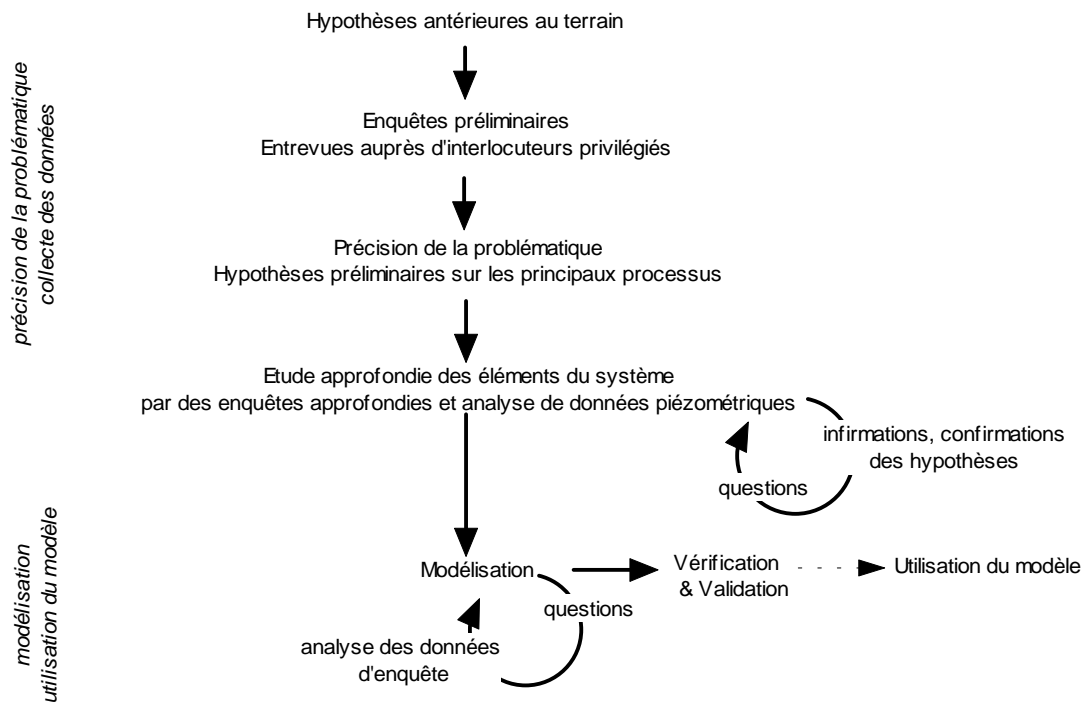 Hypothèses antérieures au terrain
précision de la problématique
collecte des données
Enquêtes préliminaires
Entrevues auprès d'interlocuteurs privilégiés
Précision de la problématique
Hypothèses préliminaires sur les principaux processus
Etude approfondie des éléments du système
par des enquêtes approfondies et analyse de données piézométriques
infirmations, confirmations
des hypothèses
questions
modélisation
utilisation du modèle
Modélisation
Vérification
& Validation
Utilisation du modèle
questions
analyse des données
d'enquête